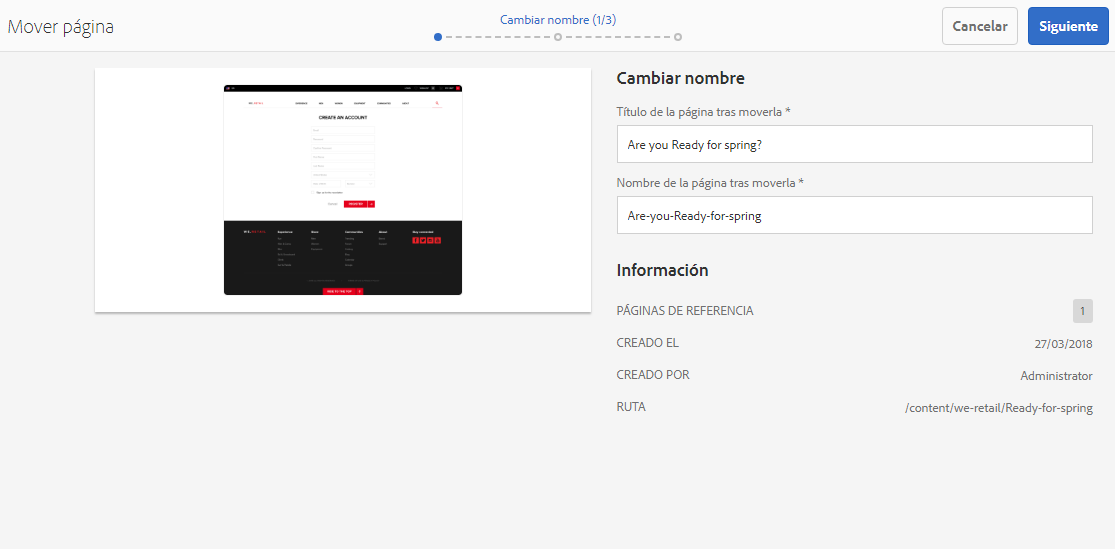 Mover página
Cambiar nombre (1/3)
Cancelar
Siguiente
CREATE AN ACCOUNT
Cambiar nombre
Título de la página tras moverla *
Are you Ready for spring?
Nombre de la página tras moverla *
Are-you-Ready-for-spring
Información
PÁGINAS DE REFERENCIA 1
CREADO EL 27/03/2018
CREADO POR Administrator
RUTA /content/we-retail/Ready-for-spring